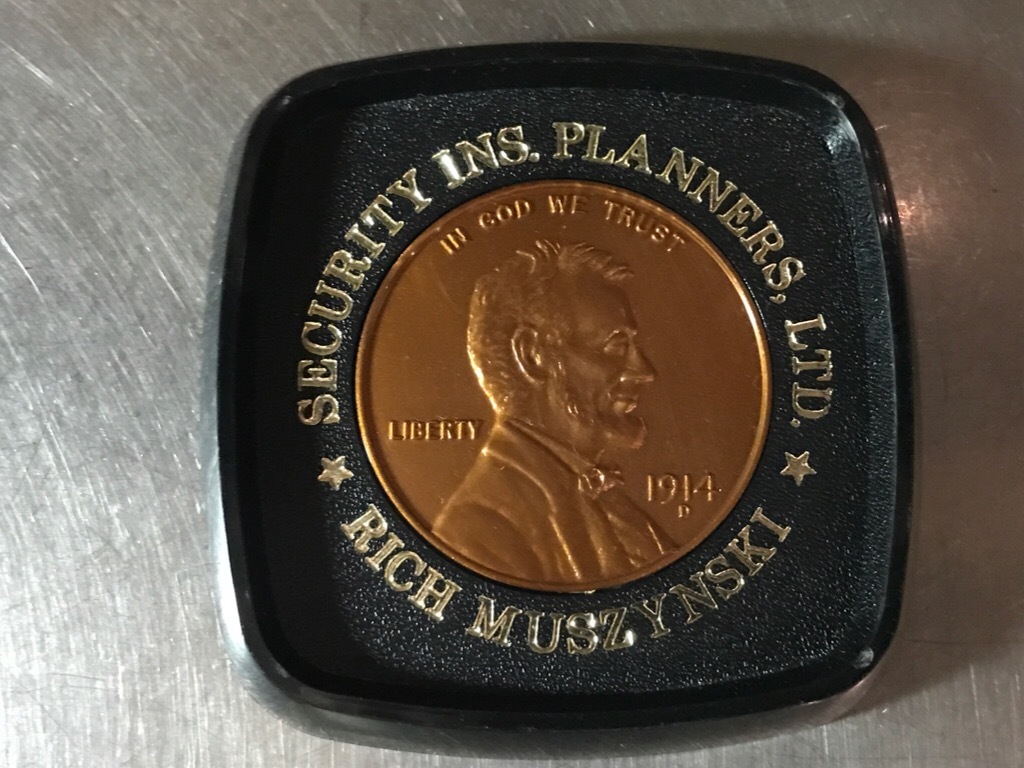 SECURITY INS. PLANNERS, LTD.
IN GOD WE TRUST
LIBERTY
1914
D
RICH MUSZYNSKI